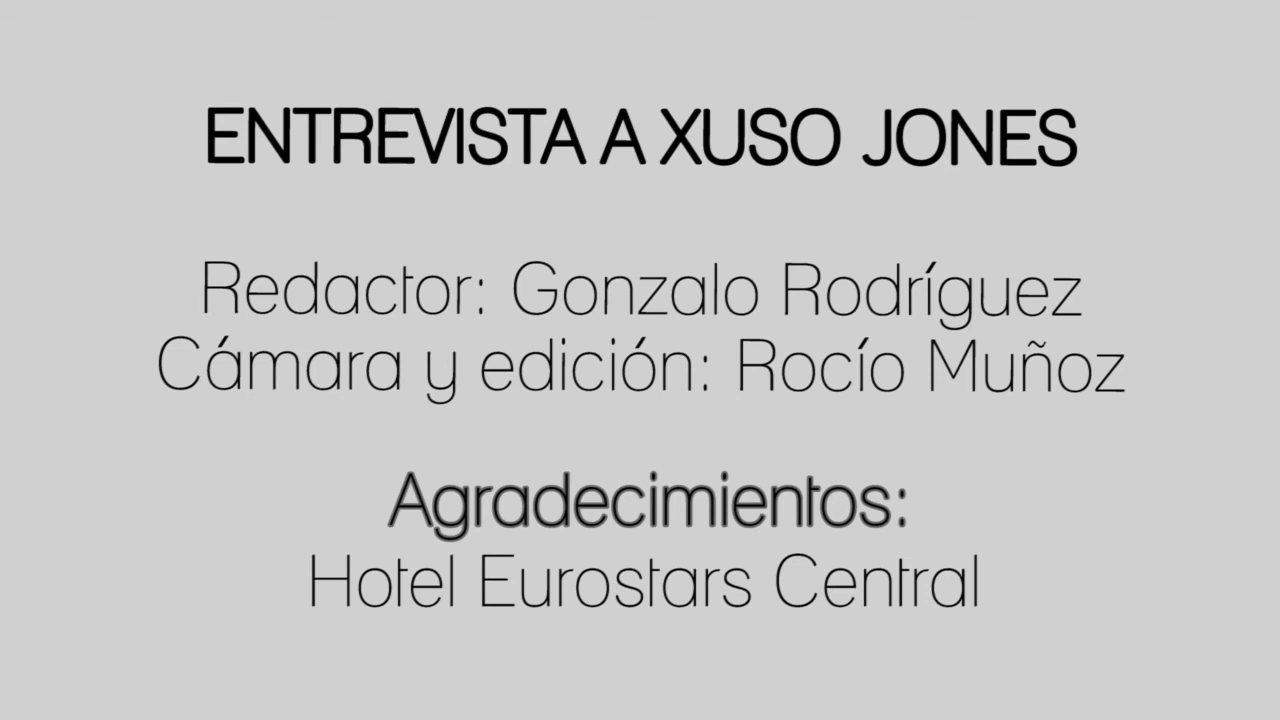 ENTREVISTA A XUSO JONES
Redactor: Gonzalo Rodríguez
Cámara y edición: Rocío Muñoz
Agradecimientos:
Hotel Eurostars Central